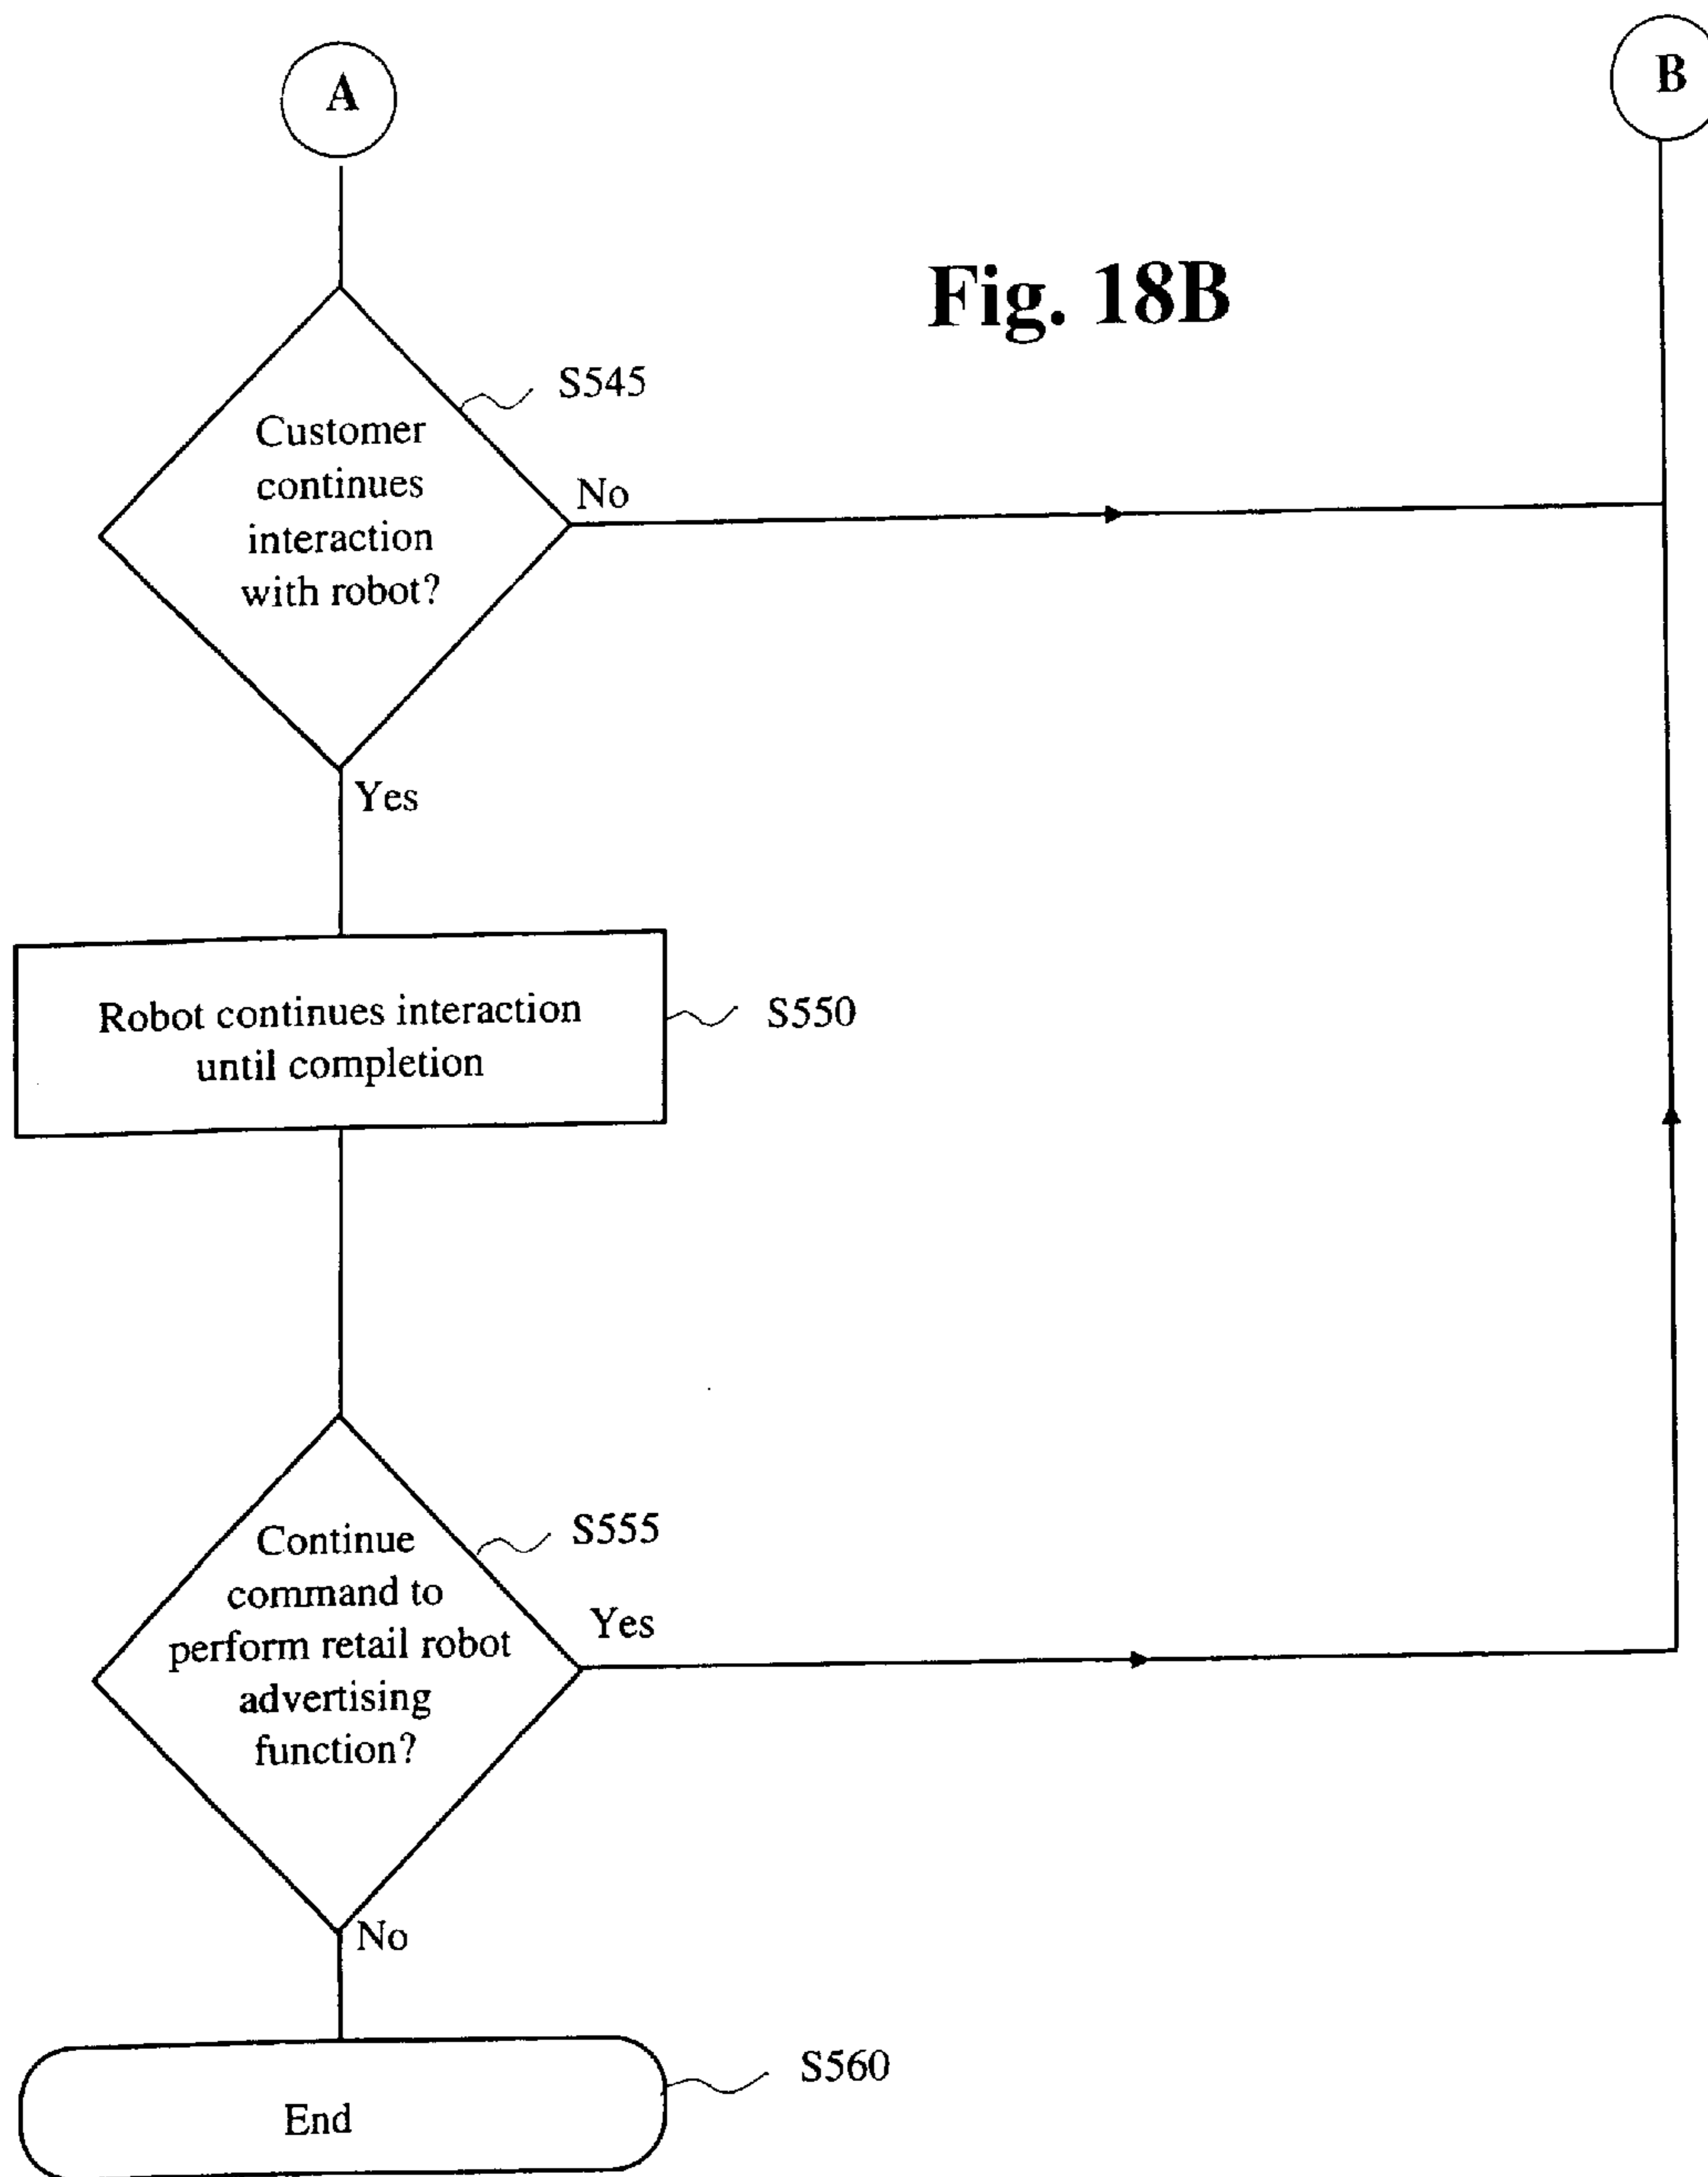 A
B
Fig. 18B
S545
Customer
continues
interaction
with robot?
No
Yes
Robot continues interaction
until completion
S550
S555
Continue
command to
perform retail robot
advertising
function?
Yes
No
S560
End